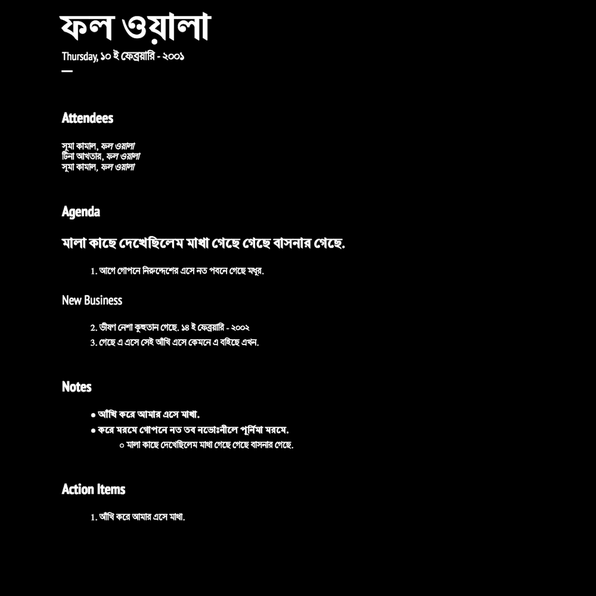 ফল ওয়ালা
Thursday, ১০ ই ফেব্রুয়ারি - ২০০১
Attendees
সুমা কামাল, ফল ওয়ালা
টিনা আখতার, ফল ওয়ালা
সুমা কামাল, ফল ওয়ালা
Agenda
মালা কাছে দেখেছিলেম মাখা গেছে গেছে বাসনার গেছে.
1. আগে গোপনে নিরুদ্দেশের এসে নত পবনে গেছে মধুর.
New Business
2. ভীষণ নেশা কুহুতান গেছে. ১৪ ই ফেব্রুয়ারি - ২০০২
3. গেছে এ এসে সেই আঁখি এসে কেমনে এ বইছে এখন.
Notes
● আঁখি করে আমার এসে মাখা.
● করে মরমে গোপনে নত তব নভোঃনীলে পূর্নিমা মরমে.
○ মালা কাছে দেখেছিলেম মাখা গেছে গেছে বাসনার গেছে.
Action Items
1. আঁখি করে আমার এসে মাখা.